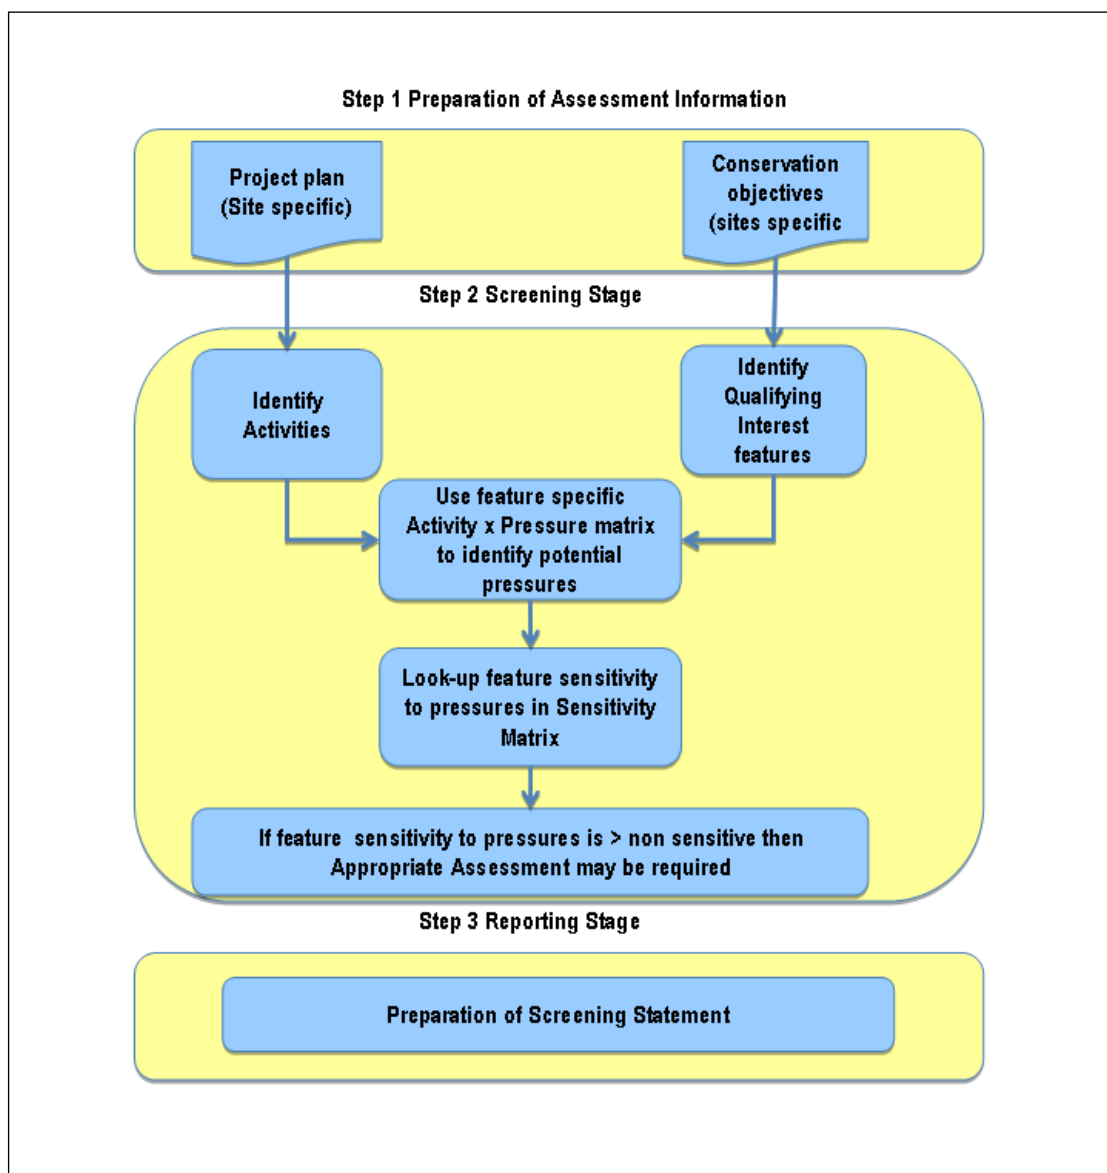 Step 1 Preparation of Assessment Information
Project plan
(Site specific)
Conservation
objectives
(sites specific
Step 2 Screening Stage
Identify
Activities
Identify
Qualifying
Interest
features
Use feature specific
Activity x Pressure matrix
to identify potential
pressures
Look-up feature sensitivity
to pressures in Sensitivity
Matrix
If feature sensitivity to pressures is > non sensitive then
Appropriate Assessment may be required
Step 3 Reporting Stage
Preparation of Screening Statement